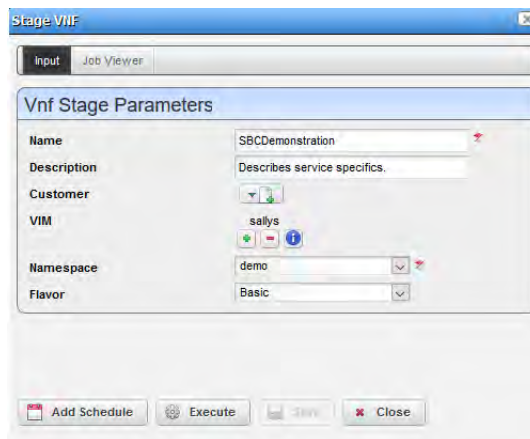 Stage VNF
Input Job Viewer
Vnf Stage Parameters
Name SBCDemonstration
Description Describes service specifics.
Customer
VIM sallys
Namespace demo
Flavor Basic
Add Schedule Execute Save Close